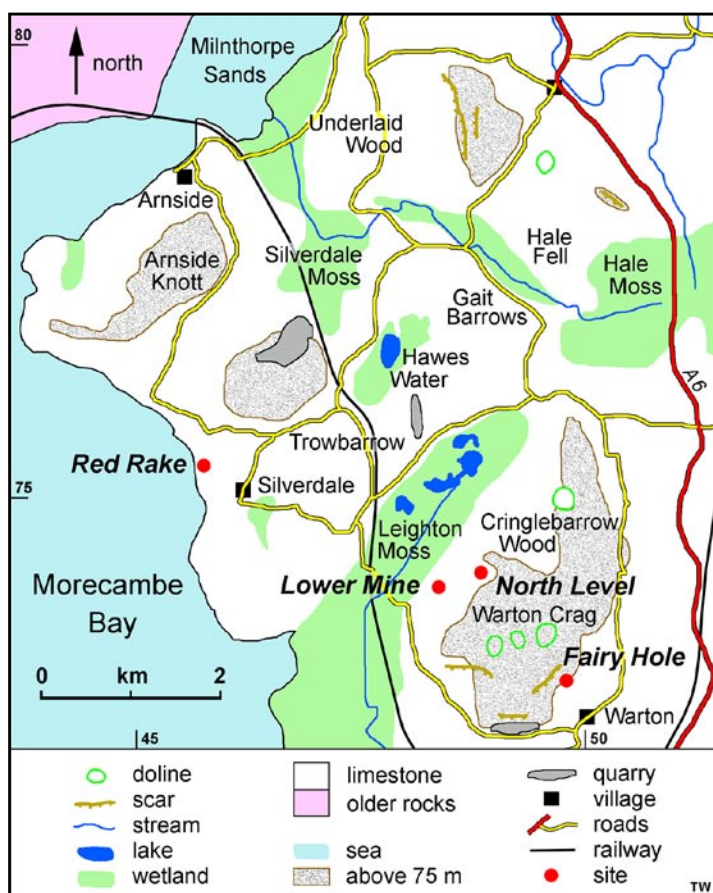 80
Milnthorpe
Sands
north
Underlaid
Wood
Arnside
Arnside
Knott
Silverdale
Moss
Hale
Fell
Hale
Moss
Gait
Barrows
Hawes
Water
A6
Red Rake
Trowbarrow
75
Silverdale
Leighton
Moss
Cringlebarrow
Wood
Morecambe
Bay
Lower Mine
North Level
Warton Crag
0 km 2
Fairy Hole
Warton
45
50
doline
scar
stream
lake
wetland
limestone
older rocks
sea
above 75 m
quarry
village
roads
railway
site
TW